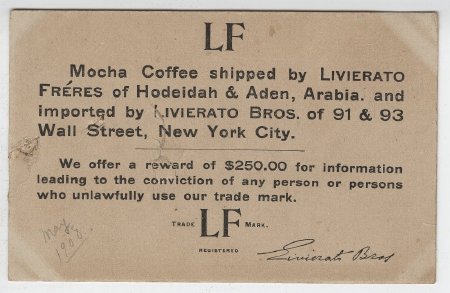 LF
Mocha Coffee shipped by LIVIERATO
FRÉRES of Hodeidah & Aden, Arabia. and
imported by LIVIERATO BROS. of 91 & 93
Wall Street, New York City.
We offer a reward of $250.00 for information
leading to the conviction of any person or persons
who unlawfully use our trade mark.
TRADE LF MARK.
REGISTERED
May
Livierato Bros